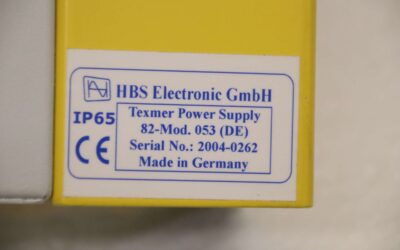 HBS Electronic GmbH
IP65
Texmer Power Supply
82-Mod. 053 (DE)
Serial No.: 2004-0262
Made in Germany
CE